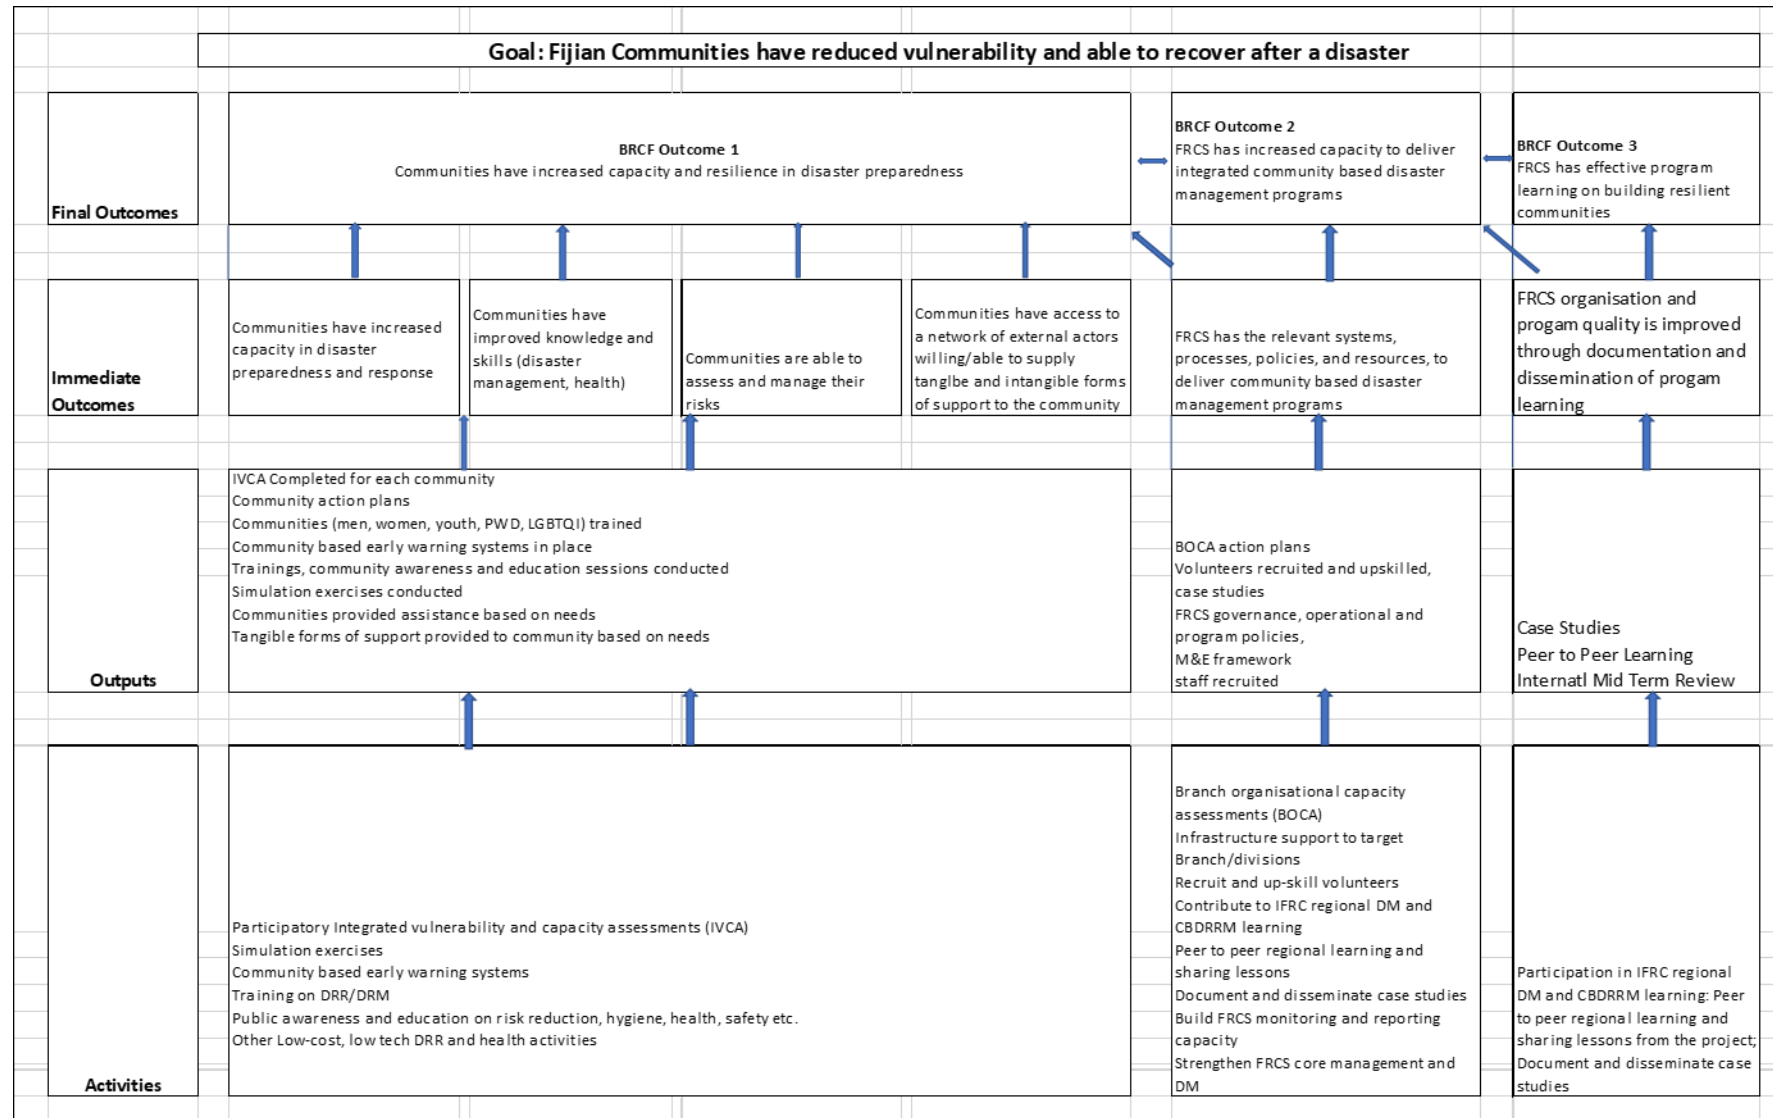 Goal: Fijian Communities have reduced vulnerability and able to recover after a disaster
Final Outcomes
BRCF Outcome 1
Communities have increased capacity and resilience in disaster preparedness
BRCF Outcome 2
FRCS has increased capacity to deliver
integrated community based disaster
management programs
BRCF Outcome 3
FRCS has effective program
learning on building resilient
communities
Immediate
Outcomes
Communities have increased
capacity in disaster
preparedness and response
Communities have
improved knowledge and
skills (disaster
management, health)
Communities are able to
assess and manage their
risks
Communities have access to
a network of external actors
willing/able to supply
tanglbe and intangible forms
of support to the community
FRCS has the relevant systems,
processes, policies, and resources, to
deliver community based disaster
management programs
FRCS organisation and
progam quality is improved
through documentation and
dissemination of progam
learning
Outputs
IVCA Completed for each community
Community action plans
Communities (men, women, youth, PWD, LGBTQI) trained
Community based early warning systems in place
Trainings, community awareness and education sessions conducted
Simulation exercises conducted
Communities provided assistance based on needs
Tangible forms of support provided to community based on needs
BOCA action plans
Volunteers recruited and upskilled,
case studies
FRCS governance, operational and
program policies,
M&E framework
staff recruited
Case Studies
Peer to Peer Learning
Internatl Mid Term Review
Activities
Participatory Integrated vulnerability and capacity assessments (IVCA)
Simulation exercises
Community based early warning systems
Training on DRR/DRM
Public awareness and education on risk reduction, hygiene, health, safety etc.
Other Low-cost, low tech DRR and health activities
Branch organisational capacity
assessments (BOCA)
Infrastructure support to target
Branch/divisions
Recruit and up-skill volunteers
Contribute to IFRC regional DM and
CBDRRM learning
Peer to peer regional learning and
sharing lessons
Document and disseminate case studies
Build FRCS monitoring and reporting
capacity
Strengthen FRCS core management and
DM
Participation in IFRC regional
DM and CBDRRM learning: Peer
to peer regional learning and
sharing lessons from the project;
Document and disseminate case
studies